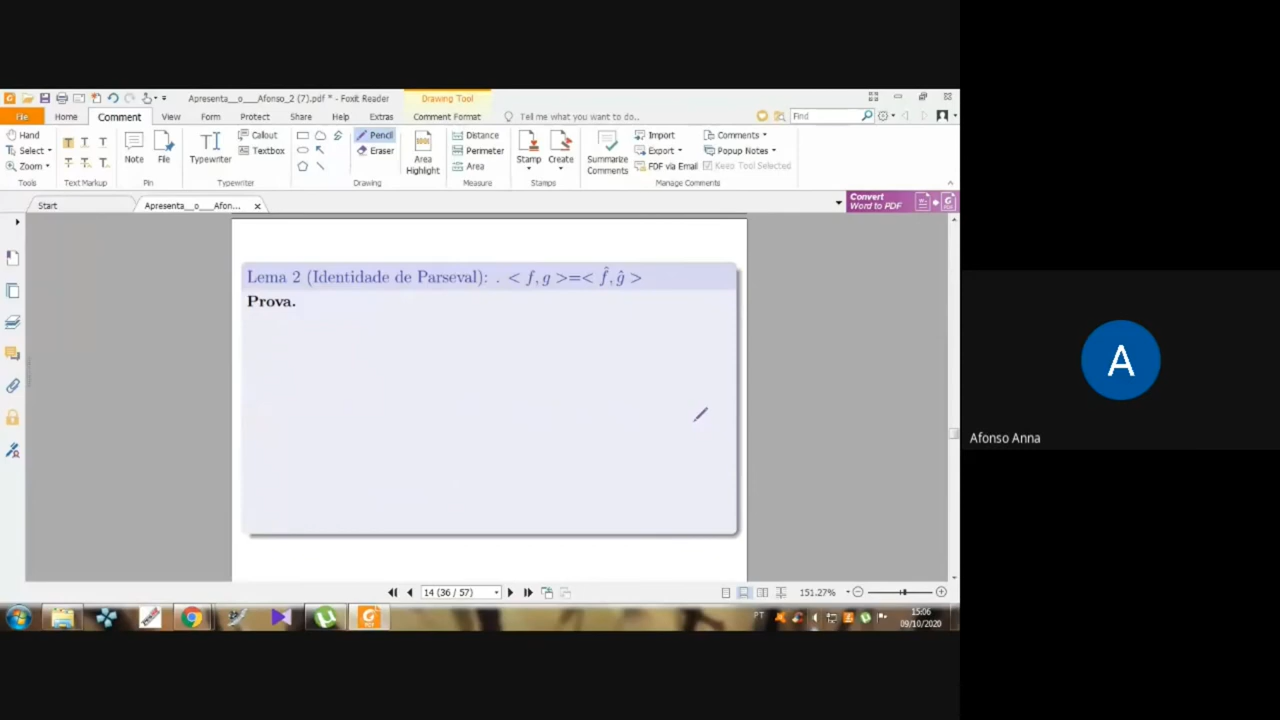 Apresenta__o___Afonso_2 (7).pdf * - Foxit Reader
Drawing Tool
File Home Comment View Form Protect Share Help Extras Comment Format Tell me what you want to do.. Find
Hand
Select
Zoom
Tools
Text Markup
Note
File
Pin
Typewriter
Callout
Textbox
Typewriter
Pencil
Eraser
Drawing
Area Highlight
Distance
Perimeter
Area
Measure
Stamp
Create
Stamps
Summarize Comments
Import
Export
FDF via Email
Comments
Popup Notes
Keep Tool Selected
Manage Comments
Start
Apresenta__o___Afon...
Convert
Word to PDF
Lema 2 (Identidade de Parseval): . < f, g >=< f̂, ĝ >
Prova.
A
Afonso Anna
14 (36 / 57)
151.27%
PT
15:06
09/10/2020